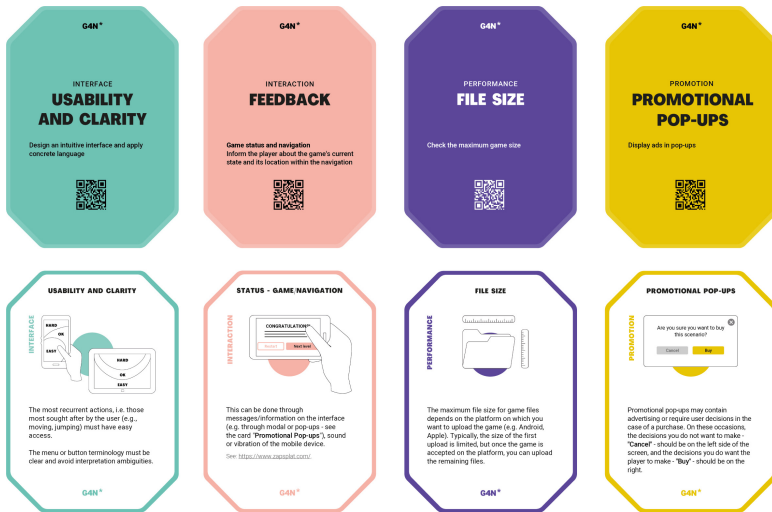 G4N*
INTERFACE
USABILITY
AND CLARITY
Design an intuitive interface and apply
concrete language
G4N*
INTERACTION
FEEDBACK
Game status and navigation
Inform the player about the game's current
state and its location within the navigation
G4N*
PERFORMANCE
FILE SIZE
Check the maximum game size
G4N*
PROMOTION
PROMOTIONAL
POP-UPS
Display ads in pop-ups
USABILITY AND CLARITY
INTERFACE
HARD
OK
EASY
HARD
OK
EASY
The most recurrent actions, i.e. those
most sought after by the user (e.g.,
moving, jumping) must have easy
access.
The menu or button terminology must be
clear and avoid interpretation ambiguities.
G4N*
STATUS - GAME/NAVIGATION
INTERACTION
CONGRATULATIONS
Next level
This can be done through
messages/information on the interface
(e.g. through modal or pop-ups - see
the card "Promotional Pop-ups"), sound
or vibration of the mobile device.
See: https://www.zapsplat.com/
G4N*
FILE SIZE
PERFORMANCE
The maximum file size for game files
depends on the platform on which you
want to upload the game (e.g. Android,
Apple). Typically, the size of the first
upload is limited, but once the game is
accepted on the platform, you can upload
the remaining files.
G4N*
PROMOTIONAL POP-UPS
PROMOTION
Are you sure you want to buy
this scenario?
Cancel
Buy
Promotional pop-ups may contain
advertising or require user decisions in the
case of a purchase. On these occasions,
the decisions you do not want to make -
"Cancel" - should be on the left side of the
screen, and the decisions you do want the
player to make - "Buy" - should be on the
right.
G4N*